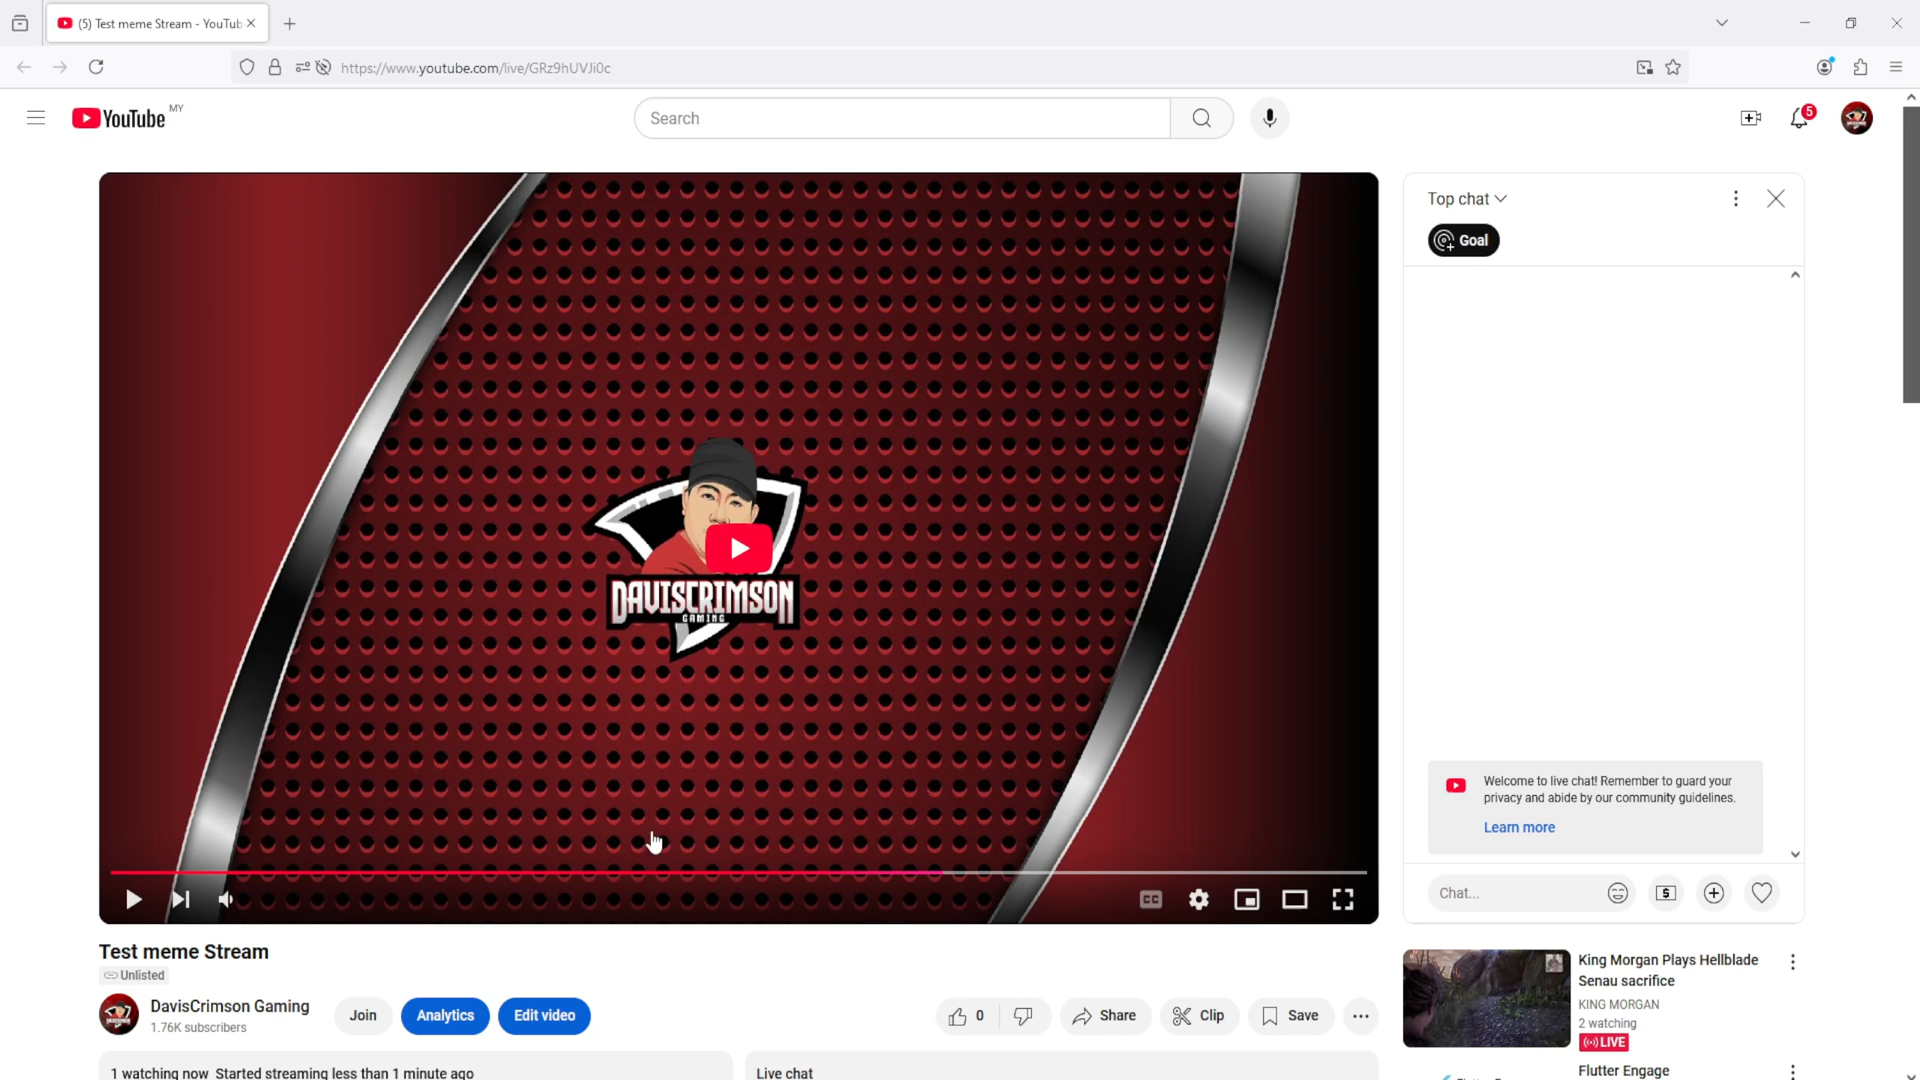 (5) Test meme Stream - YouTub
https://www.youtube.com/live/GRz9hUVJi0c
YouTube MY
Search
5
Top chat
Goal
DAVISCRIMSON
GAMING
Welcome to live chat! Remember to guard your
privacy and abide by our community guidelines.
Learn more
CC
Chat...
Test meme Stream
Unlisted
DavisCrimson Gaming
1.76K subscribers
Join
Analytics
Edit video
0
Share
Clip
Save
1 watching now Started streaming less than 1 minute ago
Live chat
King Morgan Plays Hellblade
Senau sacrifice
KING MORGAN
2 watching
LIVE
Flutter Engage